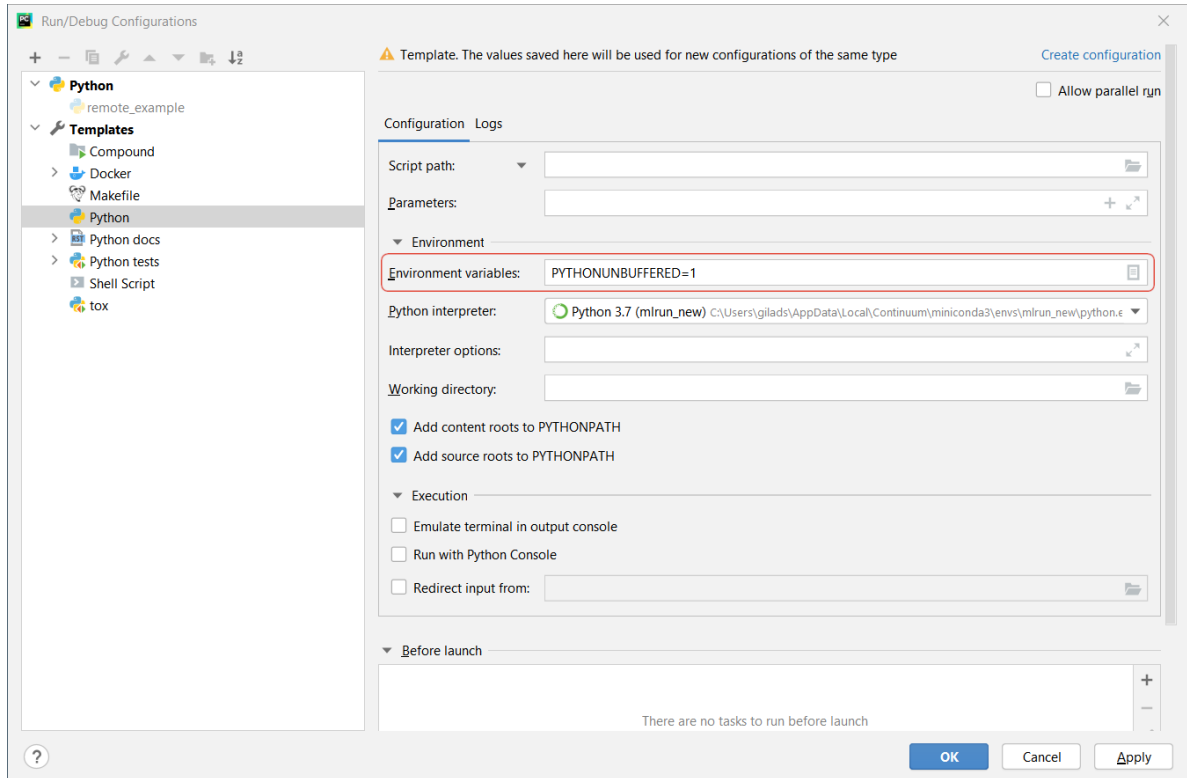 PC Run/Debug Configurations
Python
remote_example
Templates
Compound
Docker
Makefile
Python
RST Python docs
Python tests
Shell Script
tox
Template. The values saved here will be used for new configurations of the same type
Create configuration
Allow parallel run
Configuration Logs
Script path:
Parameters:
Environment
Environment variables: PYTHONUNBUFFERED=1
Python interpreter: Python 3.7 (mlrun_new) C:\Users\gilads\AppData\Local\Continuum\miniconda3\envs\mlrun_new\python.e
Interpreter options:
Working directory:
Add content roots to PYTHONPATH
Add source roots to PYTHONPATH
Execution
Emulate terminal in output console
Run with Python Console
Redirect input from:
Before launch
There are no tasks to run before launch
? OK Cancel Apply